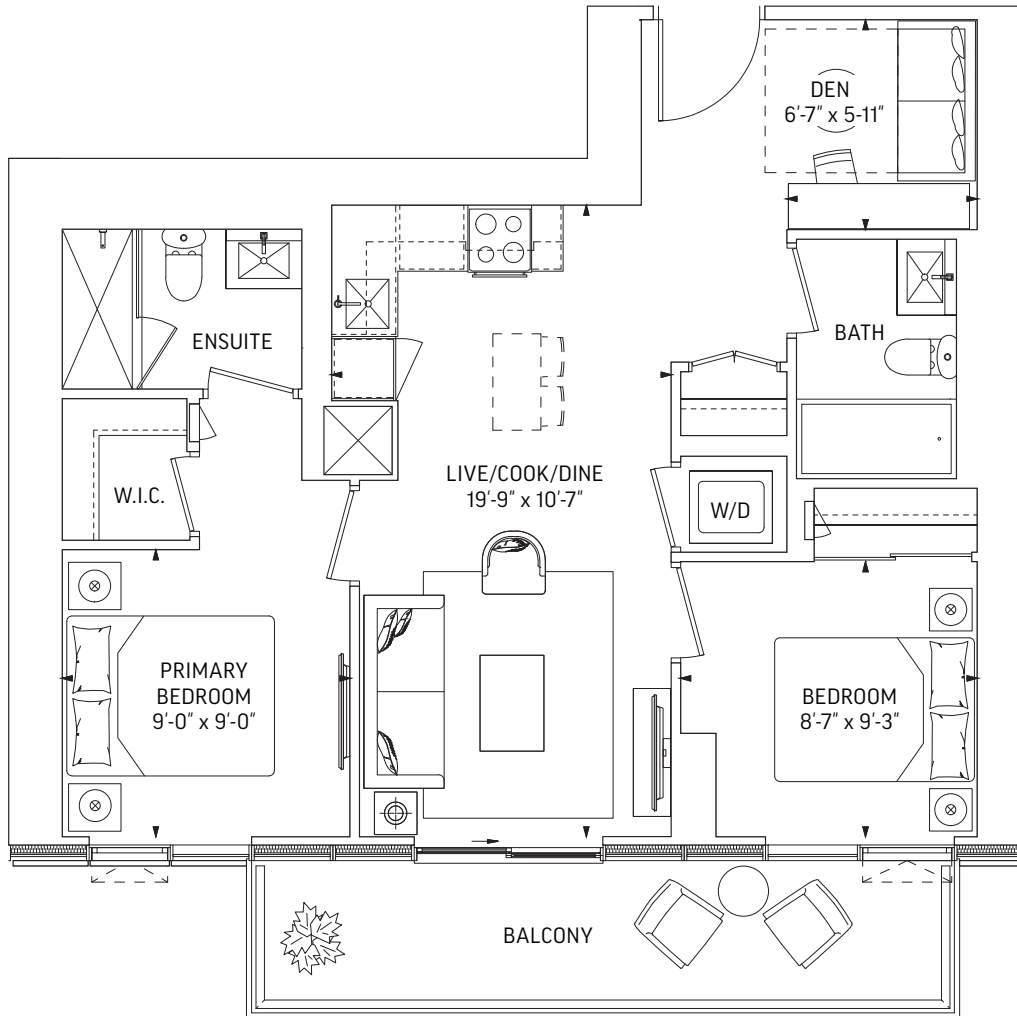 DEN
6'-7" x 5-11"
ENSUITE
BATH
LIVE/COOK/DINE
19'-9" x 10'-7"
W.I.C.
W/D
PRIMARY
BEDROOM
9'-0" x 9'-0"
BEDROOM
8'-7" x 9'-3"
BALCONY